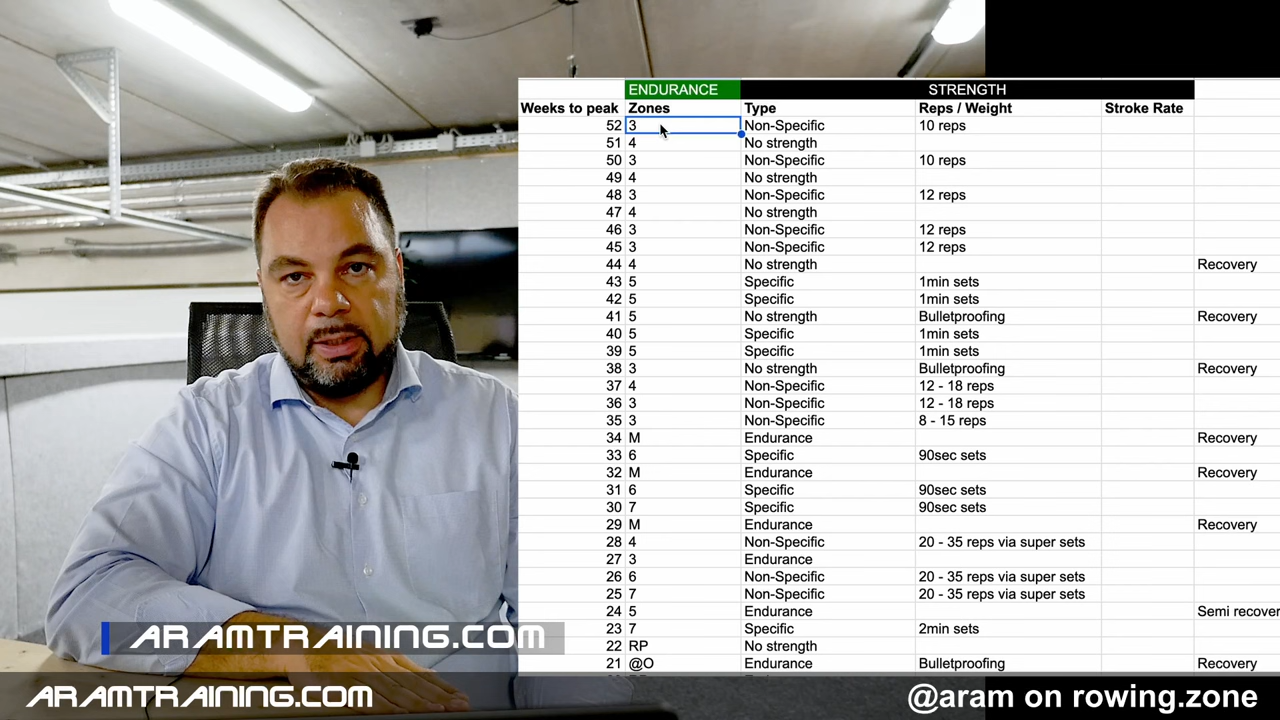 ENDURANCE STRENGTH
Weeks to peak Zones Type Reps / Weight Stroke Rate
52 3 Non-Specific 10 reps
51 4 No strength
50 3 Non-Specific 10 reps
49 4 No strength
48 3 Non-Specific 12 reps
47 4 No strength
46 3 Non-Specific 12 reps
45 3 Non-Specific 12 reps
44 4 No strength Recovery
43 5 Specific 1min sets
42 5 Specific 1min sets
41 5 No strength Bulletproofing Recovery
40 5 Specific 1min sets
39 5 Specific 1min sets
38 3 No strength Bulletproofing Recovery
37 4 Non-Specific 12 - 18 reps
36 3 Non-Specific 12 - 18 reps
35 3 Non-Specific 8 - 15 reps
34 M Endurance Recovery
33 6 Specific 90sec sets
32 M Endurance Recovery
31 6 Specific 90sec sets
30 7 Specific 90sec sets
29 M Endurance Recovery
28 4 Non-Specific 20 - 35 reps via super sets
27 3 Endurance
26 6 Non-Specific 20 - 35 reps via super sets
25 7 Non-Specific 20 - 35 reps via super sets
24 5 Endurance Semi recover
23 7 Specific 2min sets
22 RP No strength
21 @O Endurance Bulletproofing Recovery
ARAMTRAINING.COM
ARAMTRAINING.COM @aram on rowing.zone